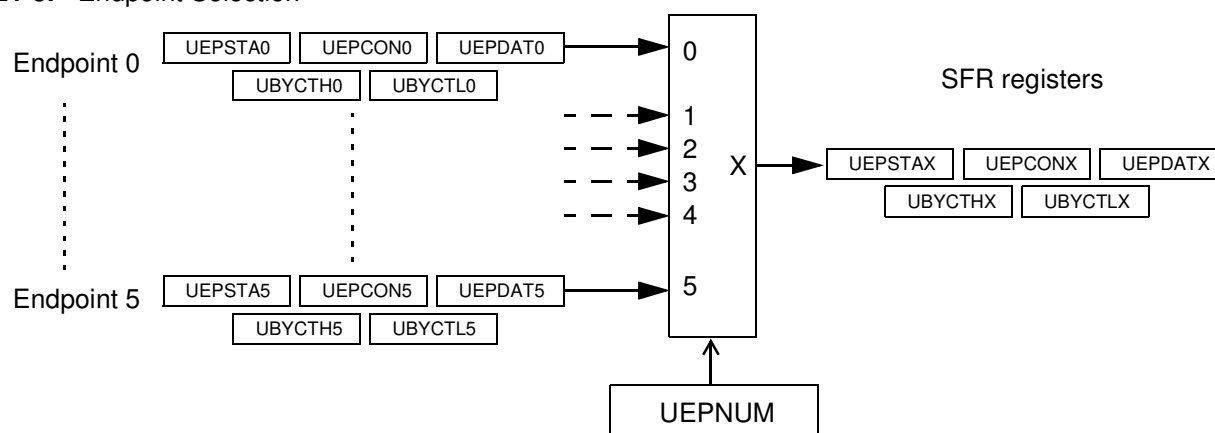 Endpoint Selection
Endpoint 0
UEPSTA0 UEPCON0 UEPDAT0
UBYCTH0 UBYCTL0
0
1
2
3
4
5
X
SFR registers
UEPSTAX UEPCONX UEPDATX
UBYCTHX UBYCTLX
Endpoint 5
UEPSTA5 UEPCON5 UEPDAT5
UBYCTH5 UBYCTL5
UEPNUM